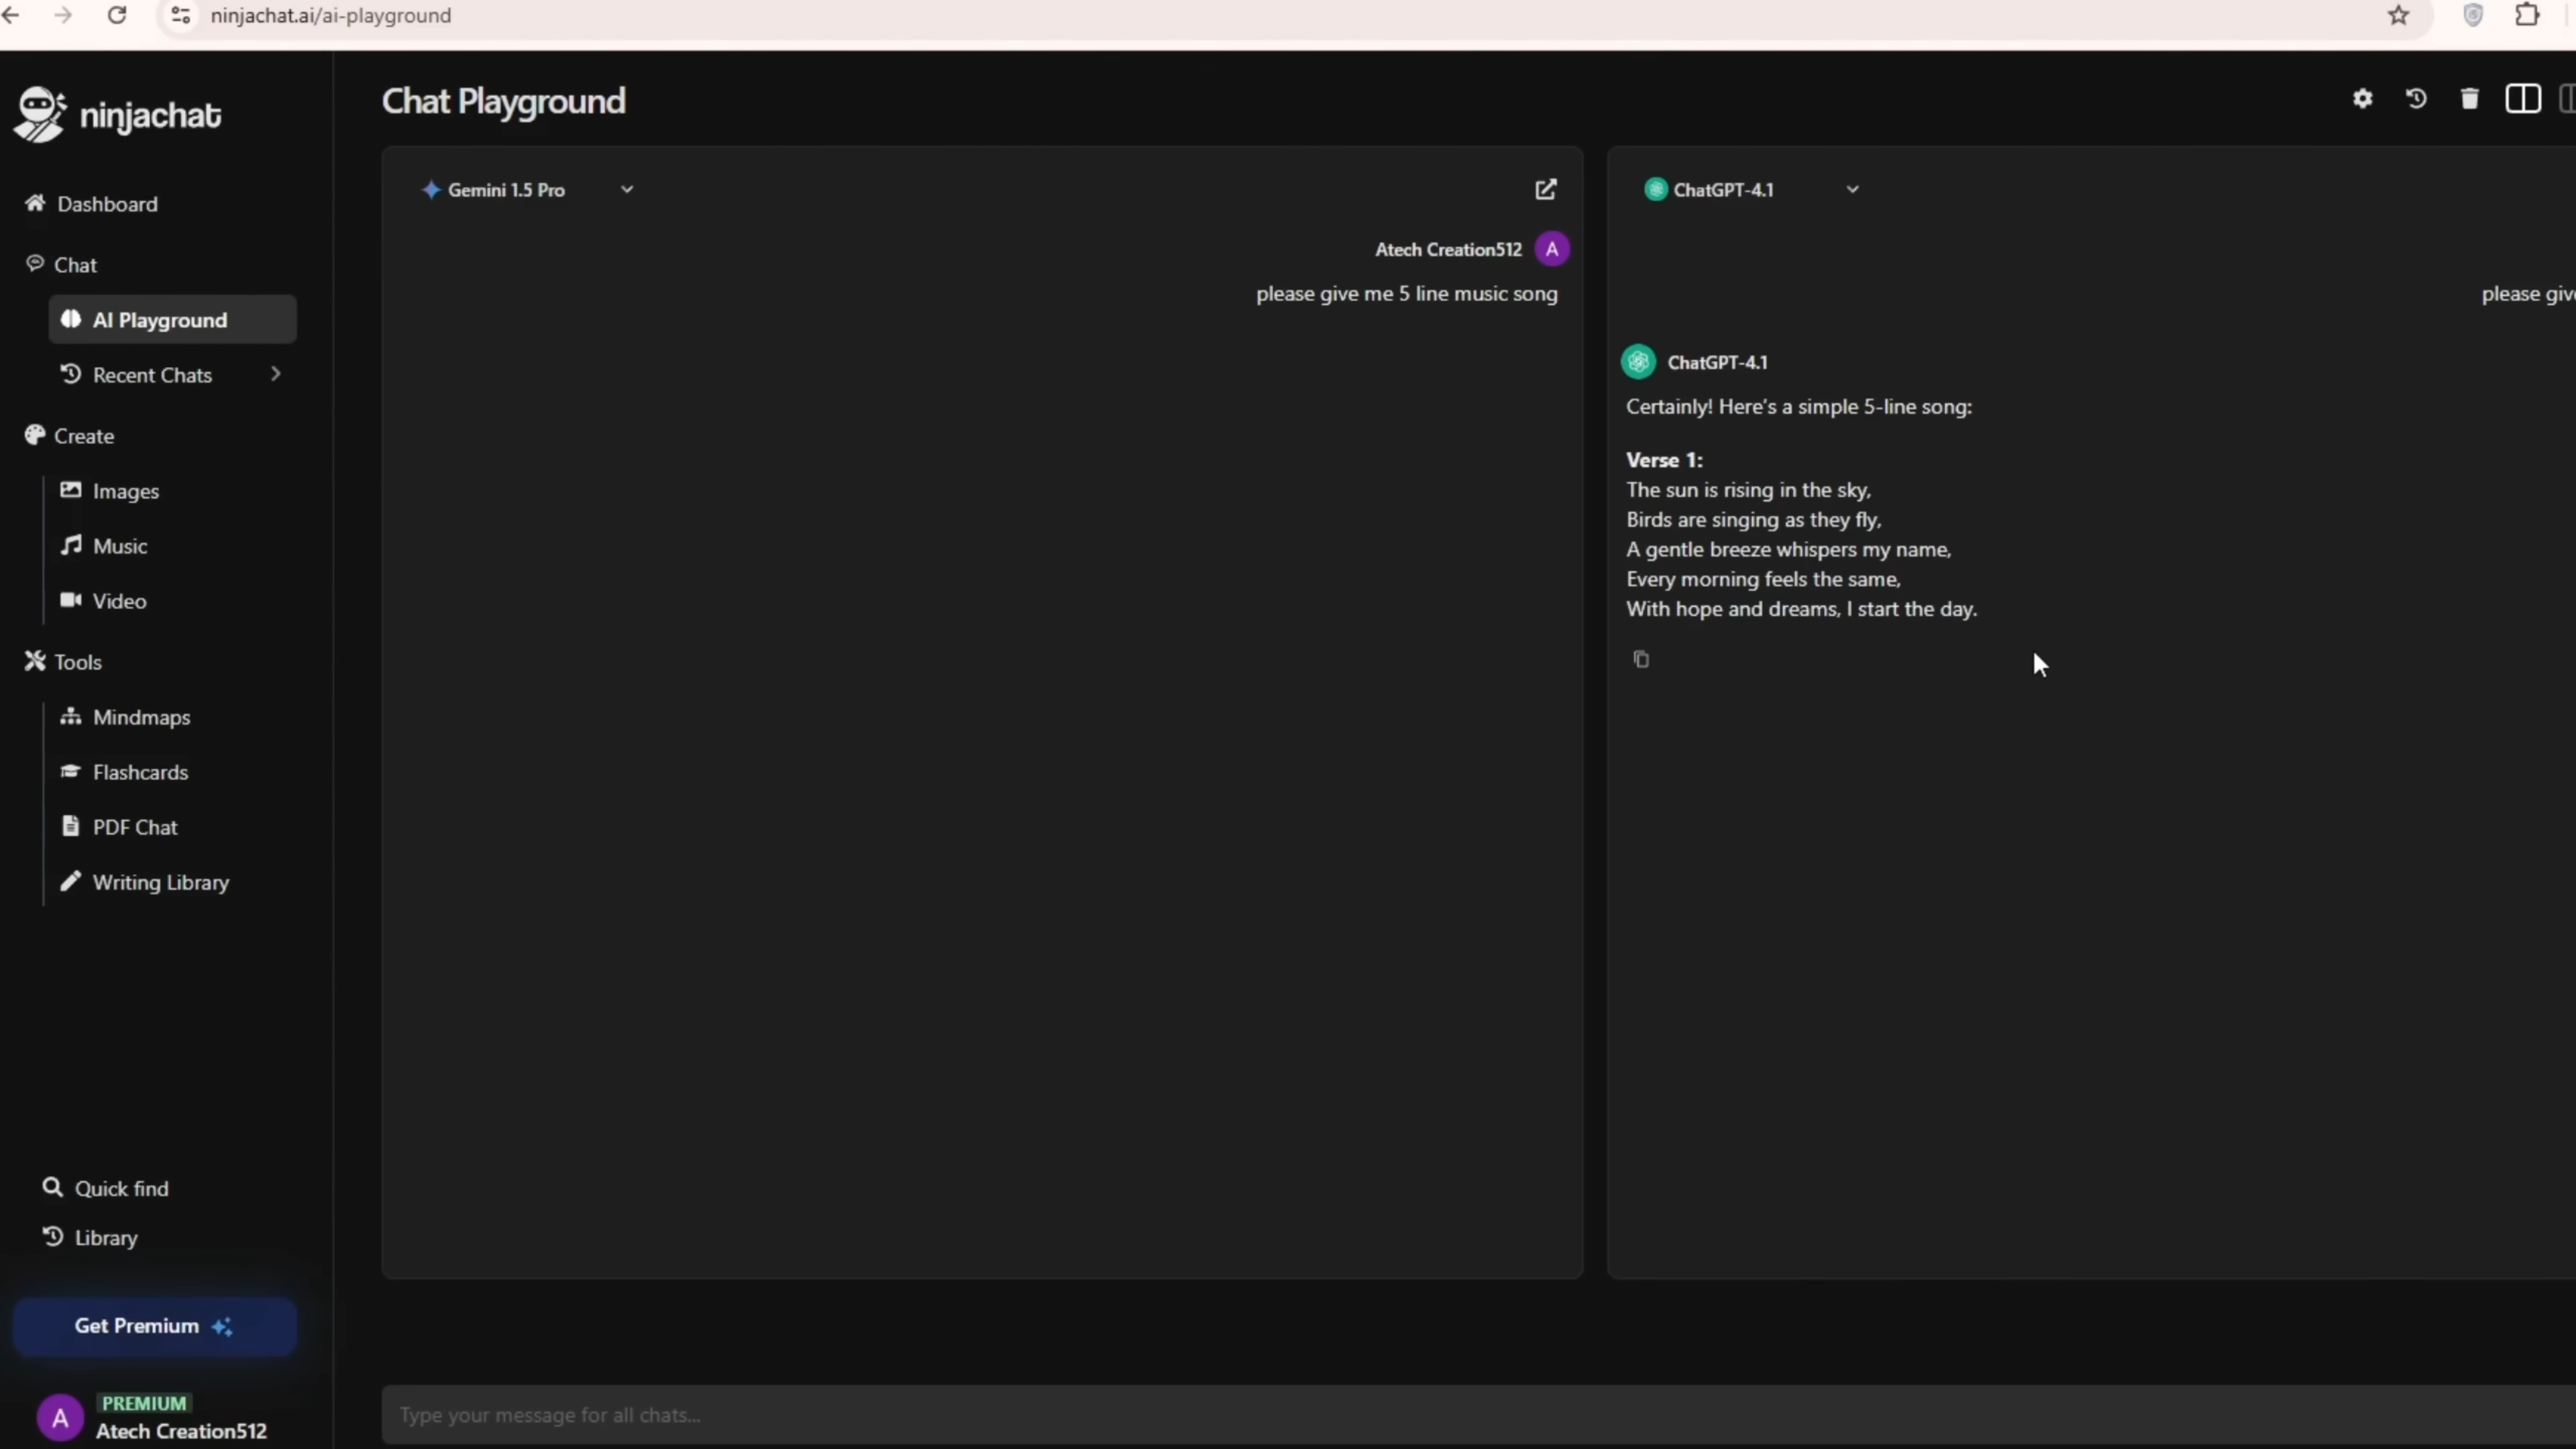 ninjachat.ai/ai-playground
ninjachat
Dashboard
Chat
AI Playground
Recent Chats
Create
Images
Music
Video
Tools
Mindmaps
Flashcards
PDF Chat
Writing Library
Quick find
Library
Get Premium
A
PREMIUM
Atech Creation512
Chat Playground
Gemini 1.5 Pro
Atech Creation512 A
please give me 5 line music song
ChatGPT-4.1
please giv
ChatGPT-4.1
Certainly! Here's a simple 5-line song:
Verse 1:
The sun is rising in the sky,
Birds are singing as they fly,
A gentle breeze whispers my name,
Every morning feels the same,
With hope and dreams, I start the day.
Type your message for all chats...